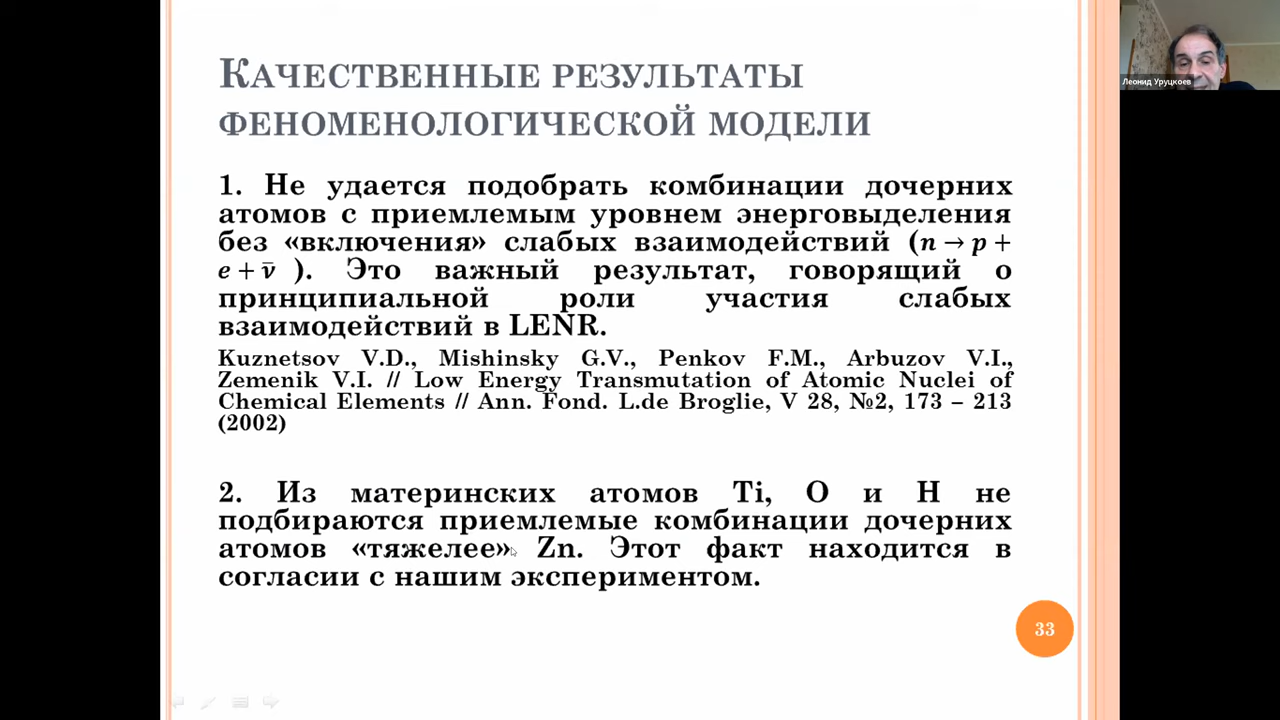 Качественные результаты
феноменологической модели
1. Не удается подобрать комбинации дочерних
атомов с приемлемым уровнем энерговыделения
без «включения» слабых взаимодействий (n → p +
e + ν̅ ). Это важный результат, говорящий о
принципиальной роли участия слабых
взаимодействий в LENR.
Kuznetsov V.D., Mishinsky G.V., Penkov F.M., Arbuzov V.I.,
Zemenik V.I. // Low Energy Transmutation of Atomic Nuclei of
Chemical Elements // Ann. Fond. L.de Broglie, V 28, №2, 173 – 213
(2002)
2. Из материнских атомов Ti, O и H не
подбираются приемлемые комбинации дочерних
атомов «тяжелее» Zn. Этот факт находится в
согласии с нашим экспериментом.
33
Леонид Уруцкоев